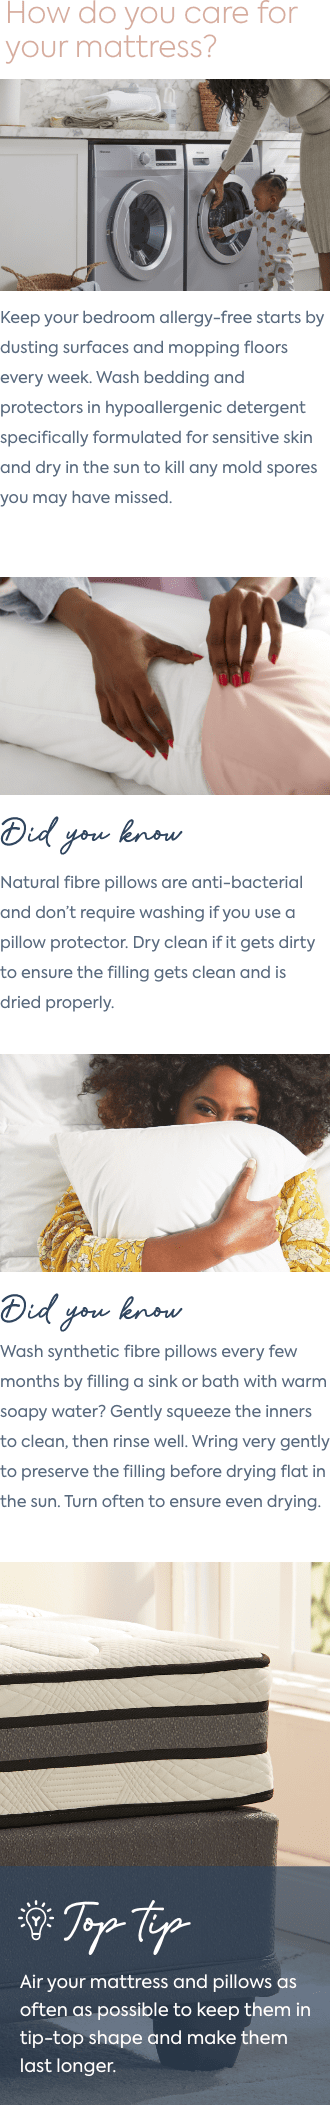 How do you care for
your mattress?
Keep your bedroom allergy-free starts by
dusting surfaces and mopping floors
every week. Wash bedding and
protectors in hypoallergenic detergent
specifically formulated for sensitive skin
and dry in the sun to kill any mold spores
you may have missed.
Did you know
Natural fibre pillows are anti-bacterial
and don't require washing if you use a
pillow protector. Dry clean if it gets dirty
to ensure the filling gets clean and is
dried properly.
Did you know
Wash synthetic fibre pillows every few
months by filling a sink or bath with warm
soapy water? Gently squeeze the inners
to clean, then rinse well. Wring very gently
to preserve the filling before drying flat in
the sun. Turn often to ensure even drying.
Top tip
Air your mattress and pillows as
often as possible to keep them in
tip-top shape and make them
last longer.